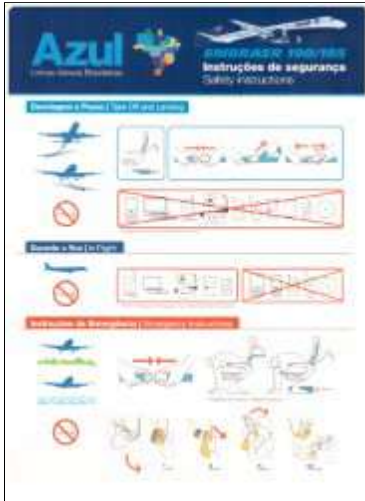 Azul
Linhas Aéreas Brasileiras
EMBRAER 190/195
Instruções de segurança
Safety instructions
Decolagem e Pouso | Take Off and Landing
Durante o Voo | In Flight
Instruções de Emergência | Emergency Instructions